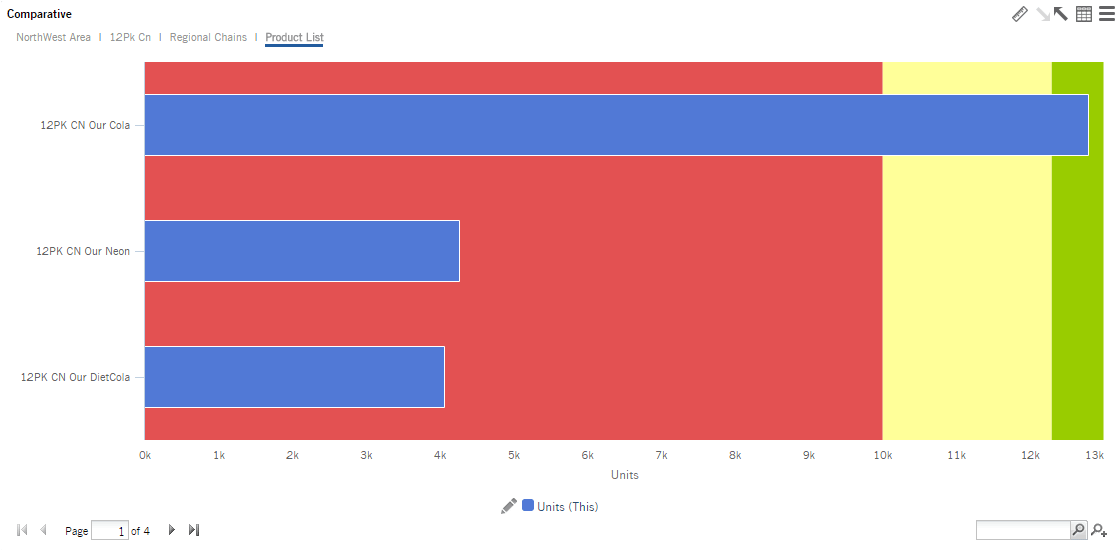 Comparative
NorthWest Area | 12Pk Cn | Regional Chains | Product List
12PK CN Our Cola
12PK CN Our Neon
12PK CN Our DietCola
0k 1k 2k 3k 4k 5k 6k 7k 8k 9k 10k 11k 12k 13k
Units
Units (This)
Page 1 of 4